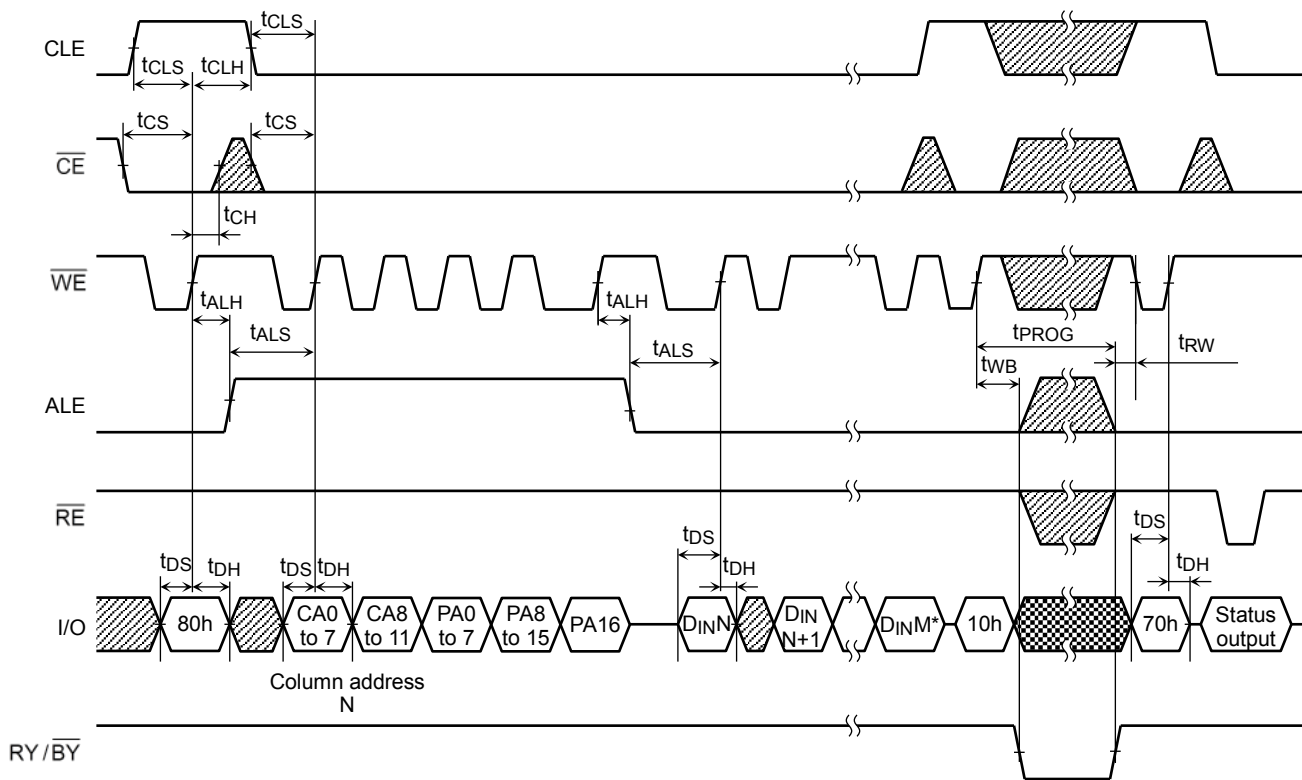 tCLS
CLE
tCLS tCLH
tCS tCS
CE
tCH
WE
tALH tALH
tALS tPROG
tALS tWB tRW
ALE
RE
tDS tDH tDS tDH tDS tDH tDS tDH
I/O 80h CA0 to 7 CA8 to 11 PA0 to 7 PA8 to 15 PA16 DINN DIN N+1 DINM* 10h 70h Status output
Column address
N
RY/BY